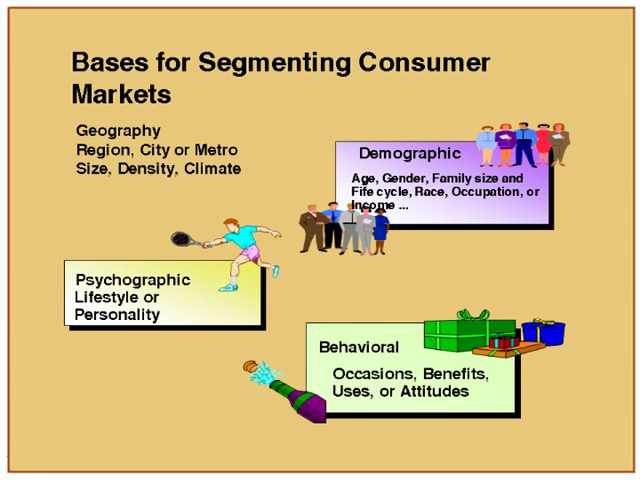 Bases for Segmenting Consumer
Markets
Geography
Region, City or Metro
Size, Density, Climate
Demographic
Age, Gender, Family size and
Fife cycle, Race, Occupation, or
Income ...
Psychographic
Lifestyle or
Personality
Behavioral
Occasions, Benefits,
Uses, or Attitudes